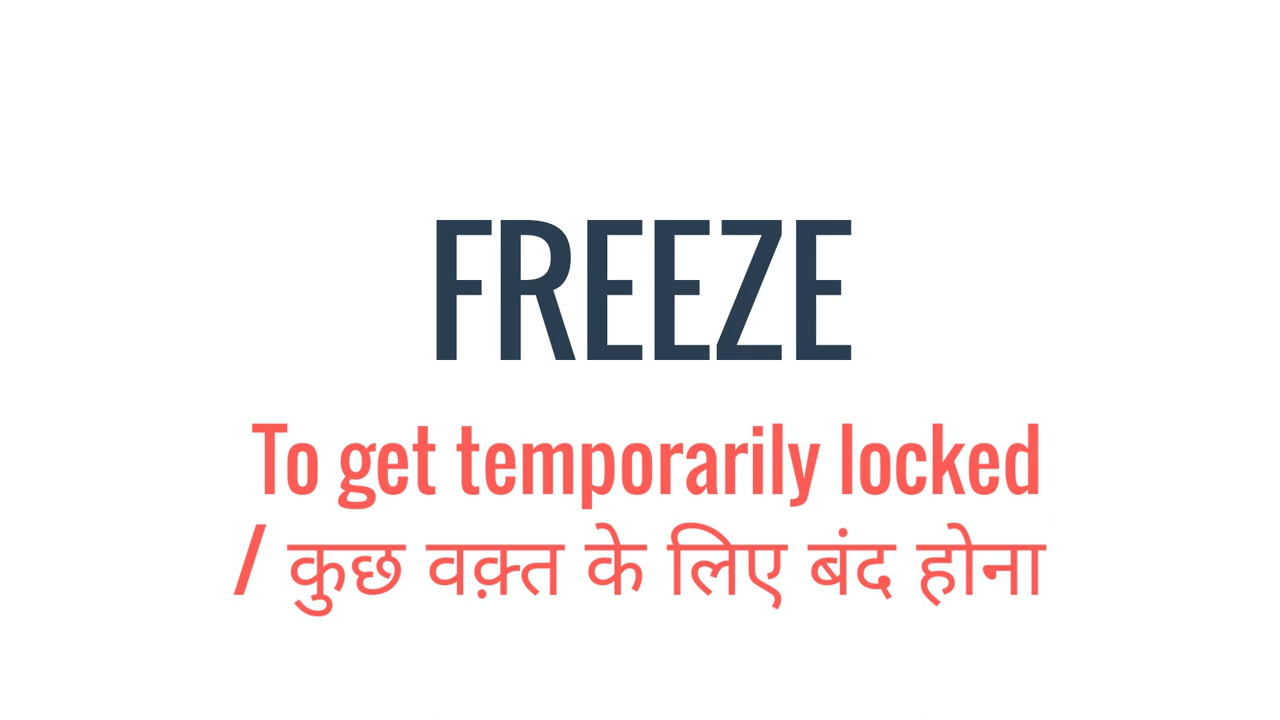 FREEZE
To get temporarily locked
/ कुछ वक़्त के लिए बंद होना